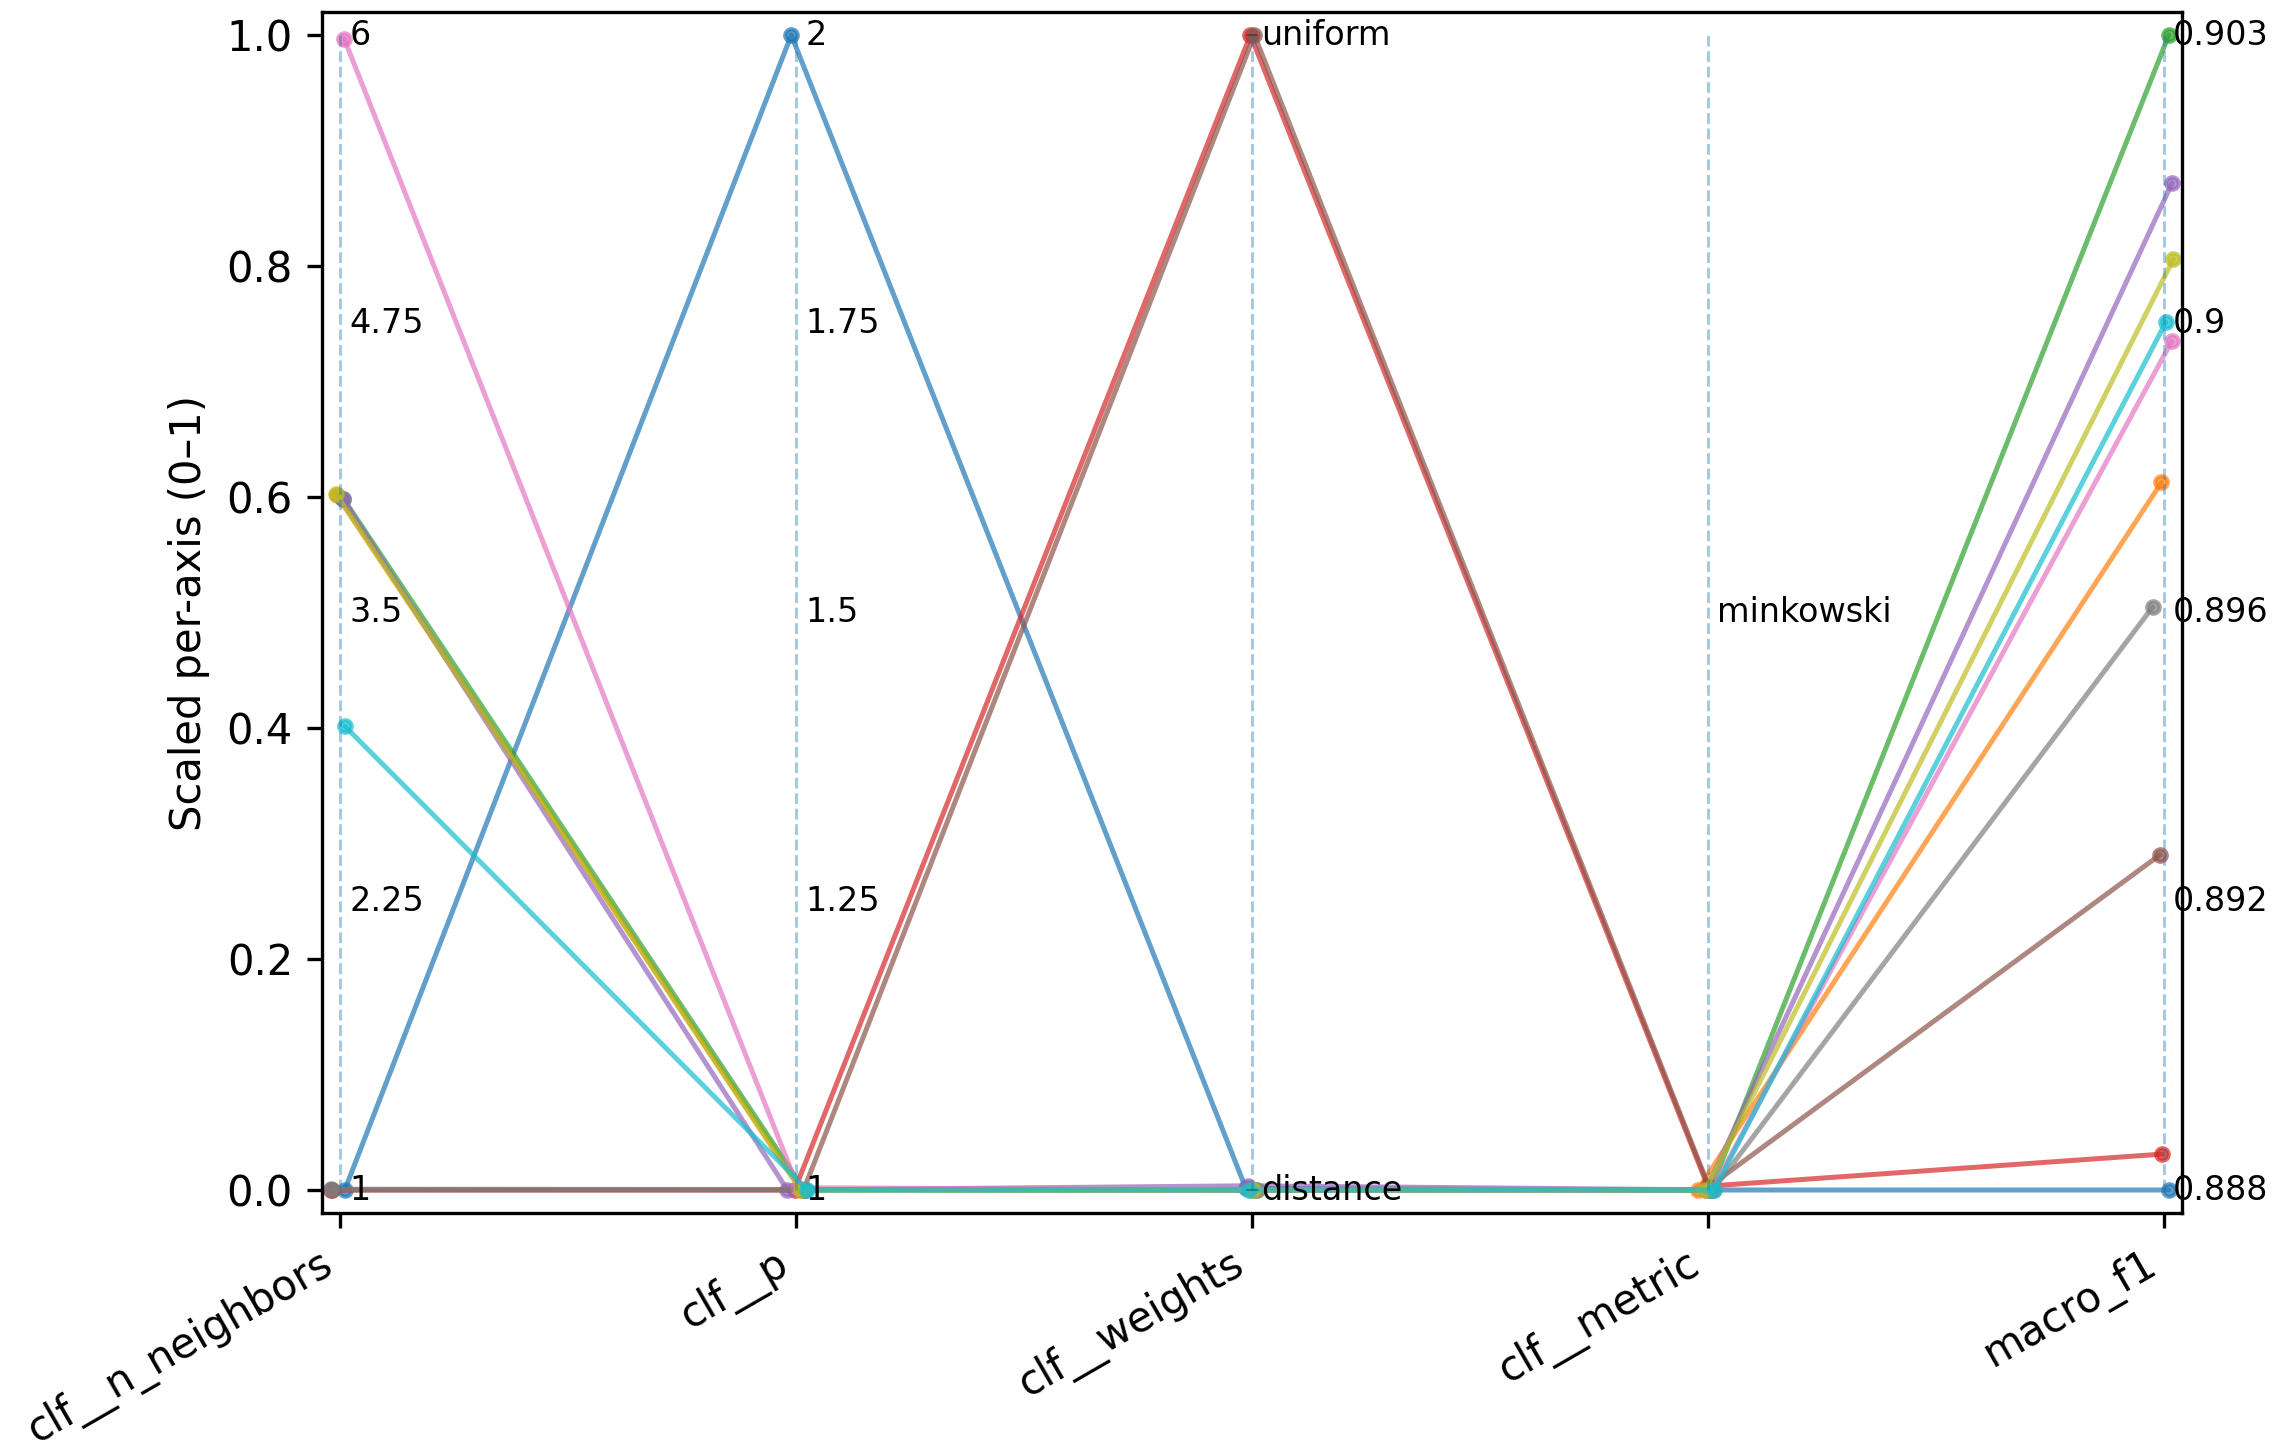 Scaled per-axis (0–1)
1.0
0.8
0.6
0.4
0.2
0.0
6
4.75
3.5
2.25
1
2
1.75
1.5
1.25
1
uniform
distance
minkowski
0.903
0.9
0.896
0.892
0.888
clf__n_neighbors
clf__p
clf__weights
clf__metric
macro_f1